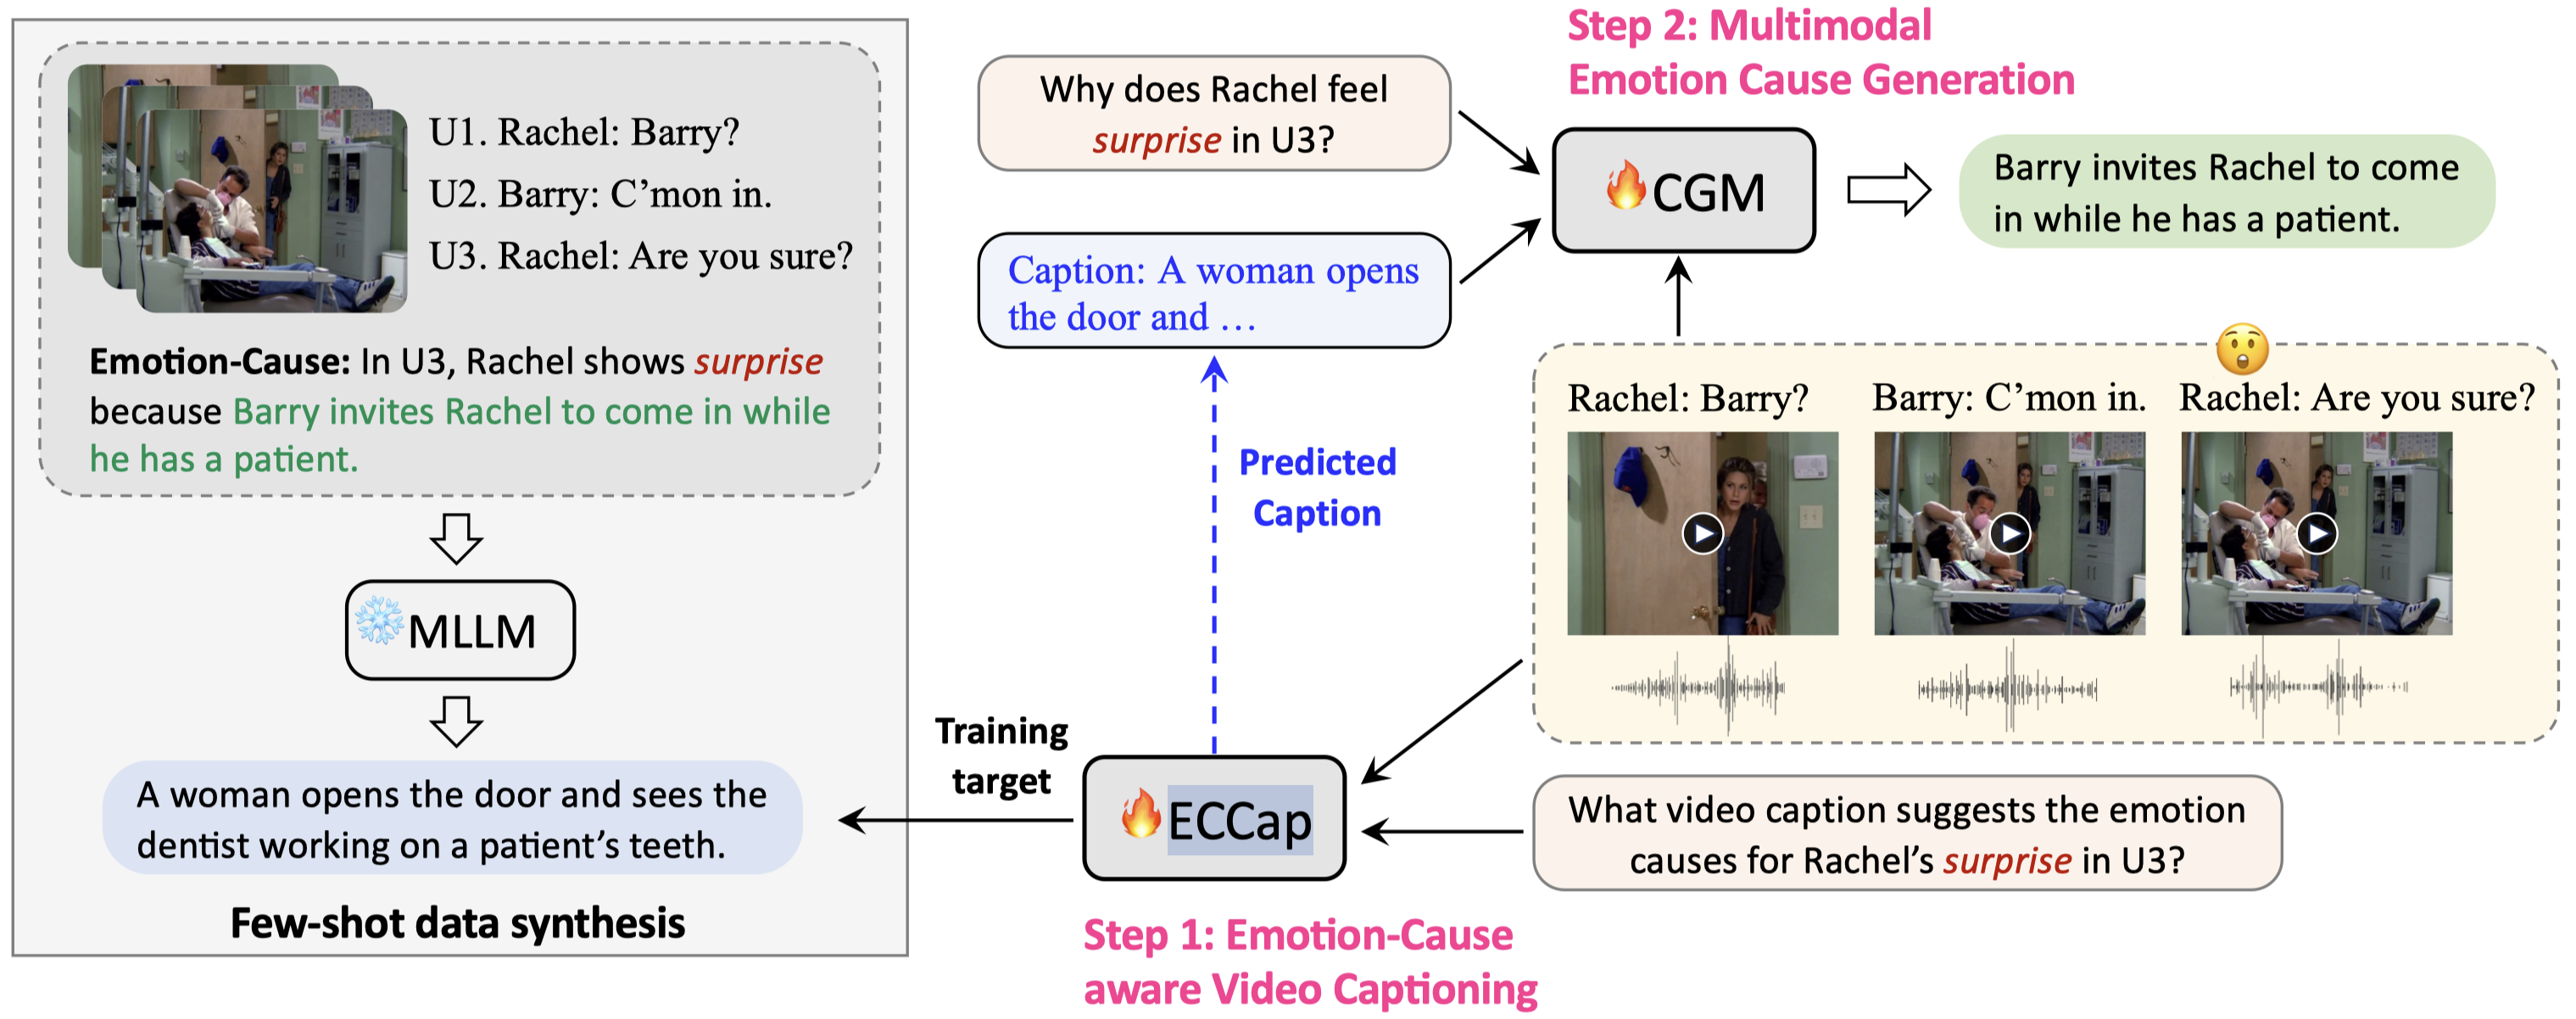 U1. Rachel: Barry?
U2. Barry: C’mon in.
U3. Rachel: Are you sure?
Emotion-Cause: In U3, Rachel shows surprise
because Barry invites Rachel to come in while
he has a patient.
MLLM
A woman opens the door and sees the
dentist working on a patient’s teeth.
Few-shot data synthesis
Training
target
ECCap
Step 1: Emotion-Cause
aware Video Captioning
Predicted
Caption
Why does Rachel feel
surprise in U3?
Caption: A woman opens
the door and …
Step 2: Multimodal
Emotion Cause Generation
CGM
Barry invites Rachel to come
in while he has a patient.
Rachel: Barry?
Barry: C’mon in.
Rachel: Are you sure?
What video caption suggests the emotion
causes for Rachel’s surprise in U3?